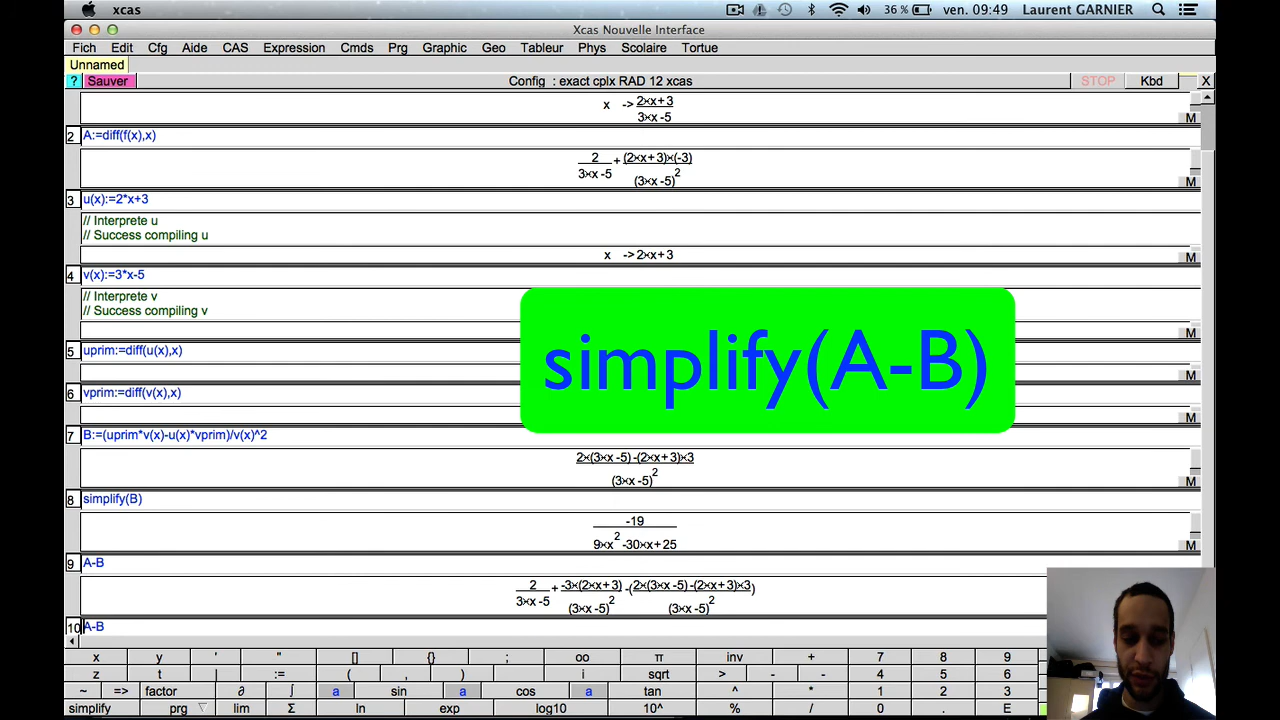 xcas 36 % ven. 09:49 Laurent GARNIER
Xcas Nouvelle Interface
Fich Edit Cfg Aide CAS Expression Cmds Prg Graphic Geo Tableur Phys Scolaire Tortue
Unnamed
? Sauver Config : exact cplx RAD 12 xcas STOP Kbd X
x -> (2×x+3)/(3×x-5)
M
2 A:=diff(f(x),x)
2/(3×x-5)+((2×x+3)×(-3))/(3×x-5)^2
M
3 u(x):=2*x+3
// Interprete u
// Success compiling u
x -> 2×x+3
M
4 v(x):=3*x-5
// Interprete v
// Success compiling v
M
simplify(A-B)
5 uprim:=diff(u(x),x)
M
6 vprim:=diff(v(x),x)
M
7 B:=(uprim*v(x)-u(x)*vprim)/v(x)^2
(2×(3×x-5)-(2×x+3)×3)/(3×x-5)^2
M
8 simplify(B)
-19/(9×x^2-30×x+25)
M
9 A-B
2/(3×x-5)+(-3×(2×x+3))/(3×x-5)^2-((2×(3×x-5)-(2×x+3)×3)/(3×x-5)^2)
10 A-B
x y ' " [] {} ; oo π inv + 7 8 9
z t | := ( , ) i sqrt > - - 4 5 6
~ => factor ∂ ∫ a sin a cos a tan ^ * 1 2 3
simplify prg lim Σ ln exp log10 10^ % / 0 . E